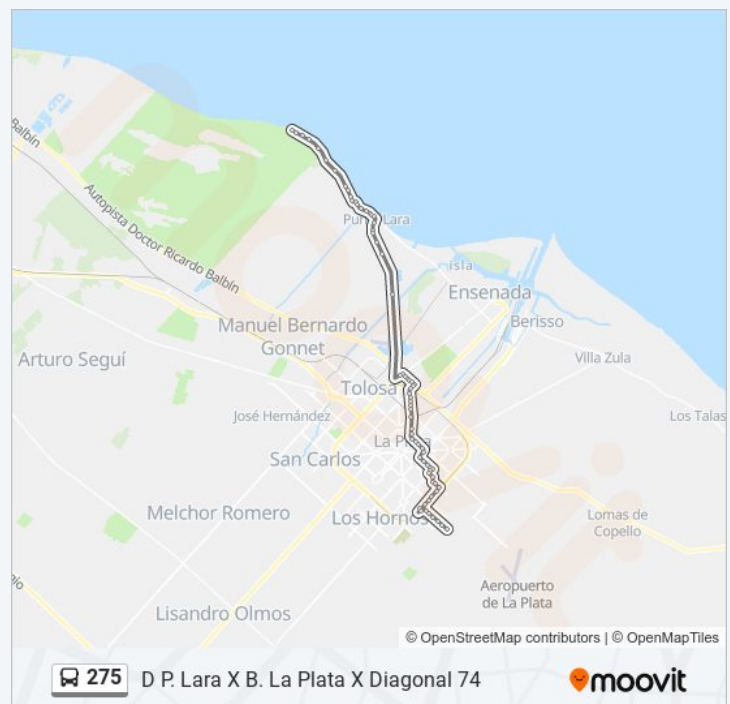 Balbín
Autopista Doctor Ricardo Balbín
Lara
isla
Ensenada
Berisso
Manuel Bernardo
Gonnet
Arturo Seguí
Villa Zula
Tolosa
José Hernández
Los Talas
La
San Carlos
Melchor Romero
Los Hornos
Lomas de
Copello
Aeropuerto
de La Plata
Lisandro Olmos
© OpenStreetMap contributors | © OpenMapTiles
275 D P. Lara X B. La Plata X Diagonal 74 moovit